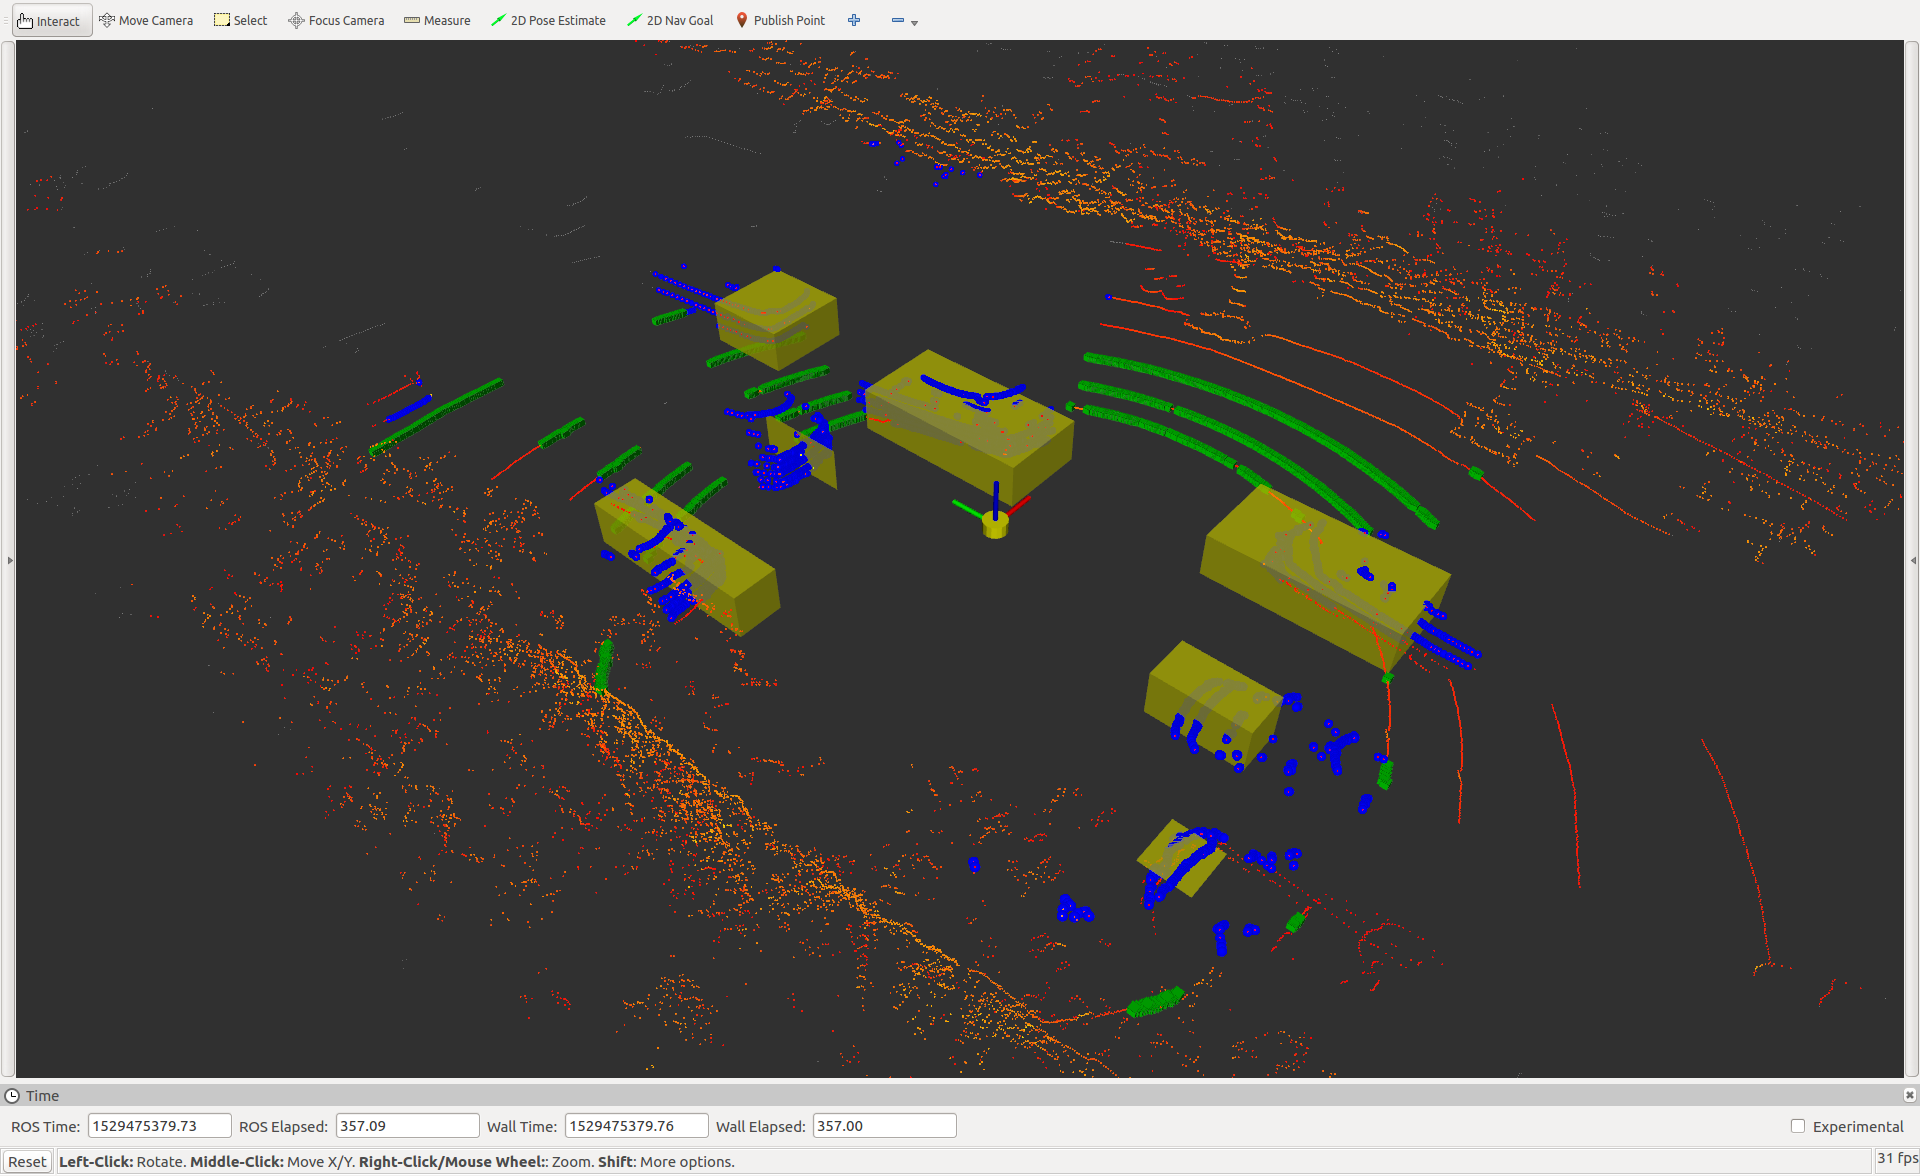 Interact Move Camera Select Focus Camera Measure 2D Pose Estimate 2D Nav Goal Publish Point
Time
ROS Time: 1529475379.73 ROS Elapsed: 357.09 Wall Time: 1529475379.76 Wall Elapsed: 357.00 Experimental
Reset Left-Click: Rotate. Middle-Click: Move X/Y. Right-Click/Mouse Wheel:: Zoom. Shift: More options. 31 fps